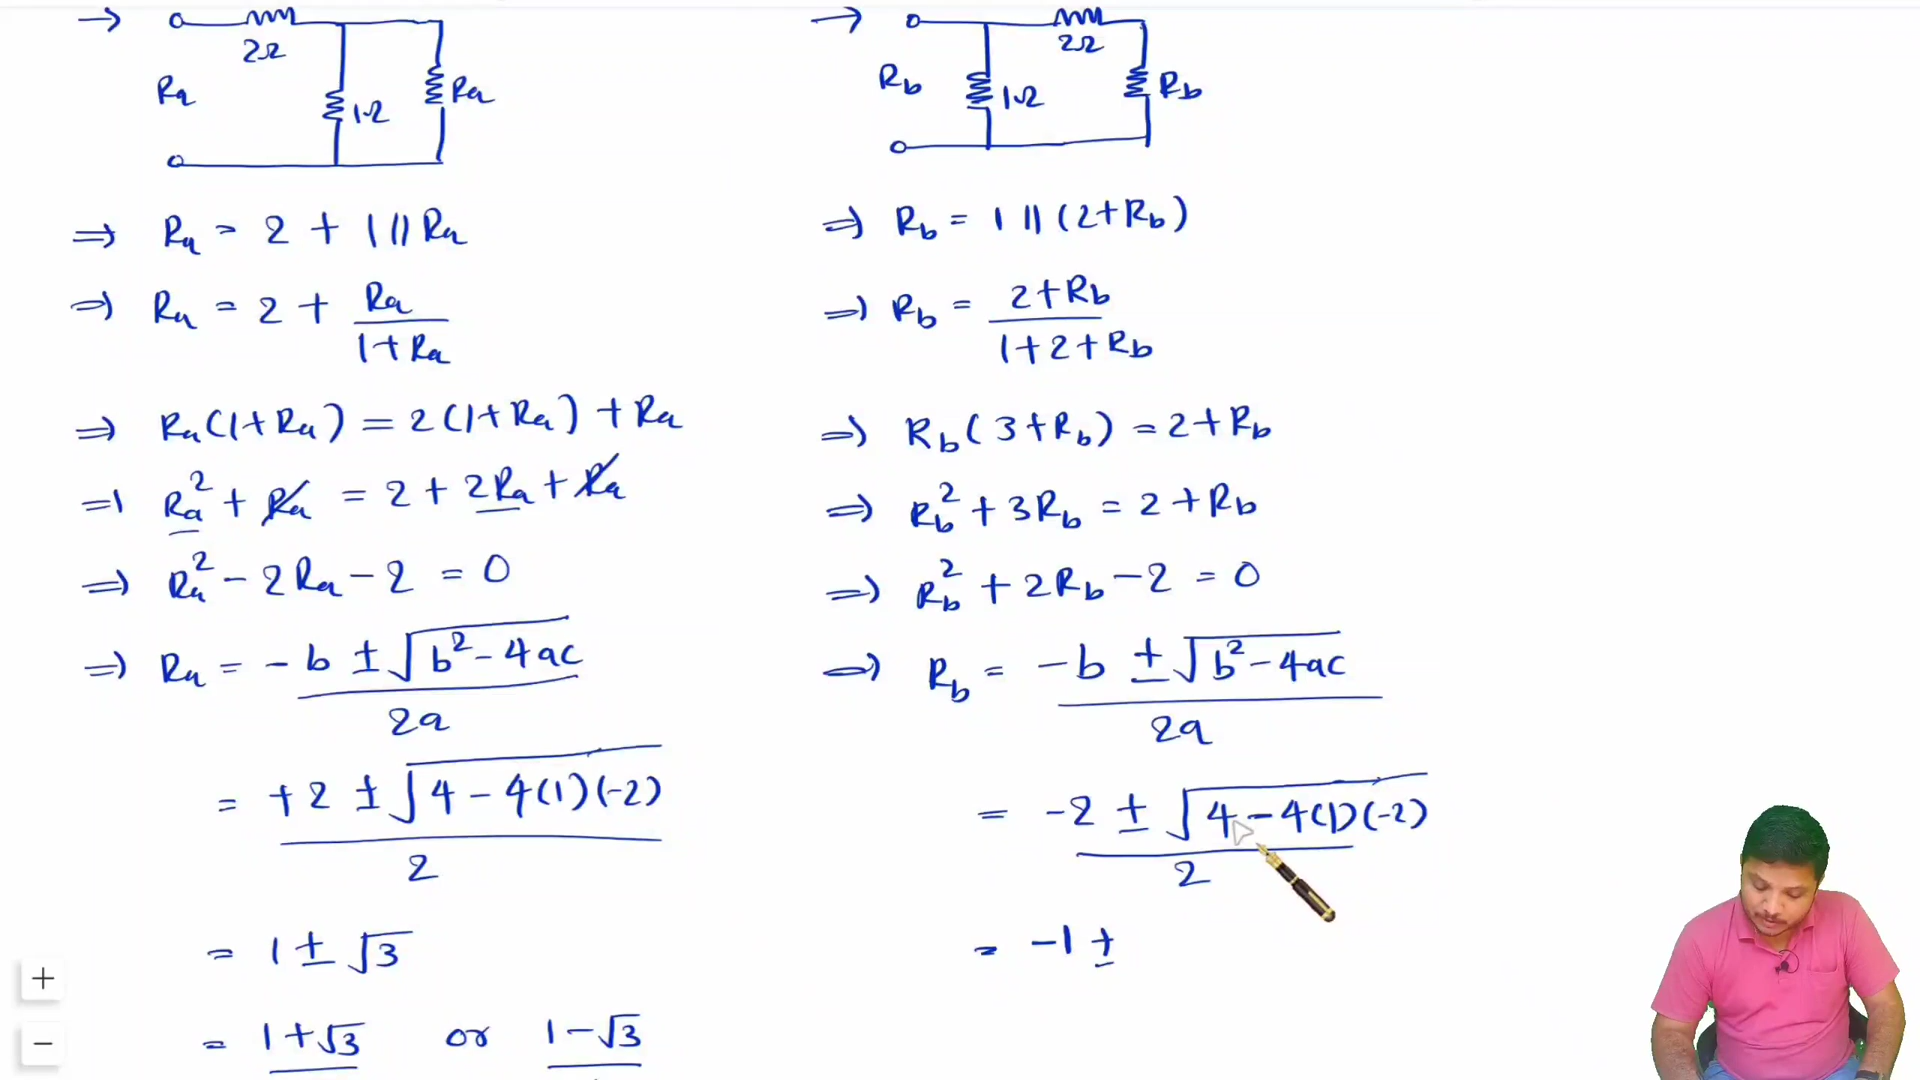 → 2Ω
Ra 1Ω Ra
⇒ Ra = 2 + 1 || Ra
⇒ Ra = 2 + Ra / (1+Ra)
⇒ Ra(1+Ra) = 2(1+Ra) + Ra
⇒ Ra² + Ra = 2 + 2Ra + Ra
⇒ Ra² - 2Ra - 2 = 0
⇒ Ra = (-b ± √(b² - 4ac)) / 2a
= (+2 ± √(4 - 4(1)(-2))) / 2
= 1 ± √3
= 1+√3 or 1-√3
→ 2Ω
Rb 1Ω Rb
⇒ Rb = 1 || (2+Rb)
⇒ Rb = (2+Rb) / (1+2+Rb)
⇒ Rb(3+Rb) = 2+Rb
⇒ Rb² + 3Rb = 2+Rb
⇒ Rb² + 2Rb - 2 = 0
⇒ Rb = (-b ± √(b² - 4ac)) / 2a
= (-2 ± √(4 - 4(1)(-2))) / 2
= -1 ±
+
−